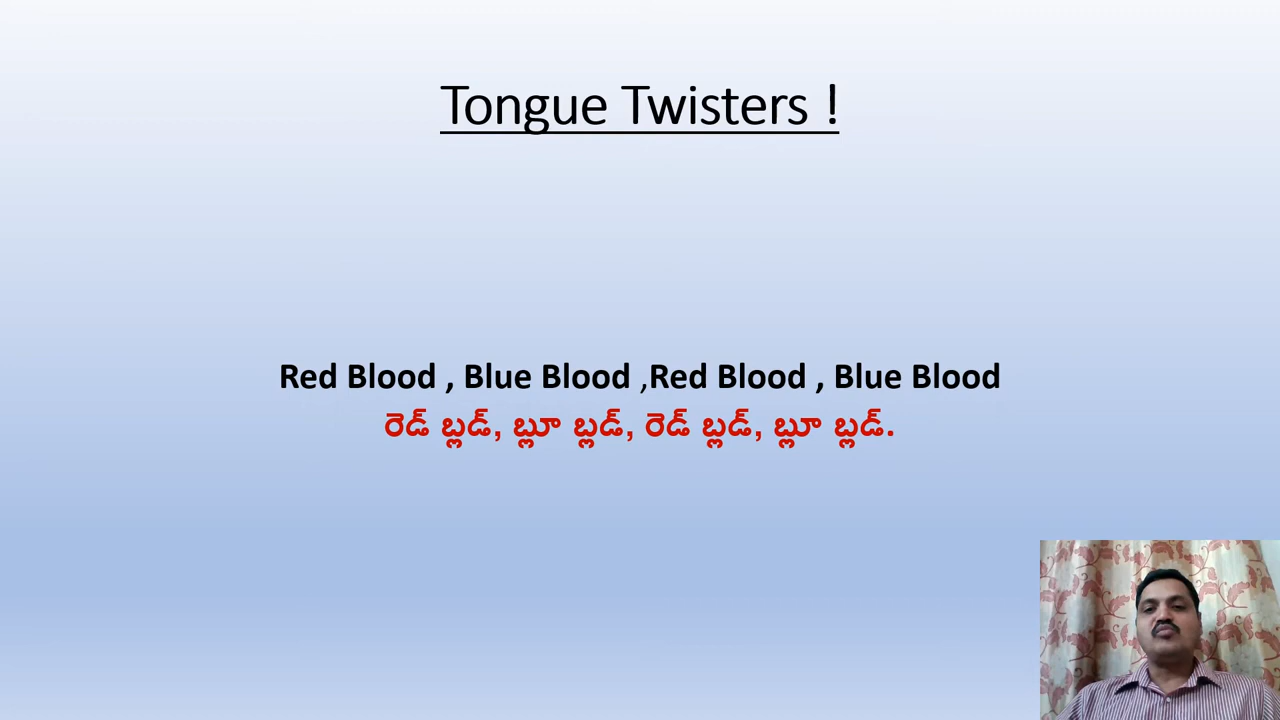 Tongue Twisters !
Red Blood , Blue Blood ,Red Blood , Blue Blood
రెడ్ బ్లడ్, బ్లూ బ్లడ్, రెడ్ బ్లడ్, బ్లూ బ్లడ్.